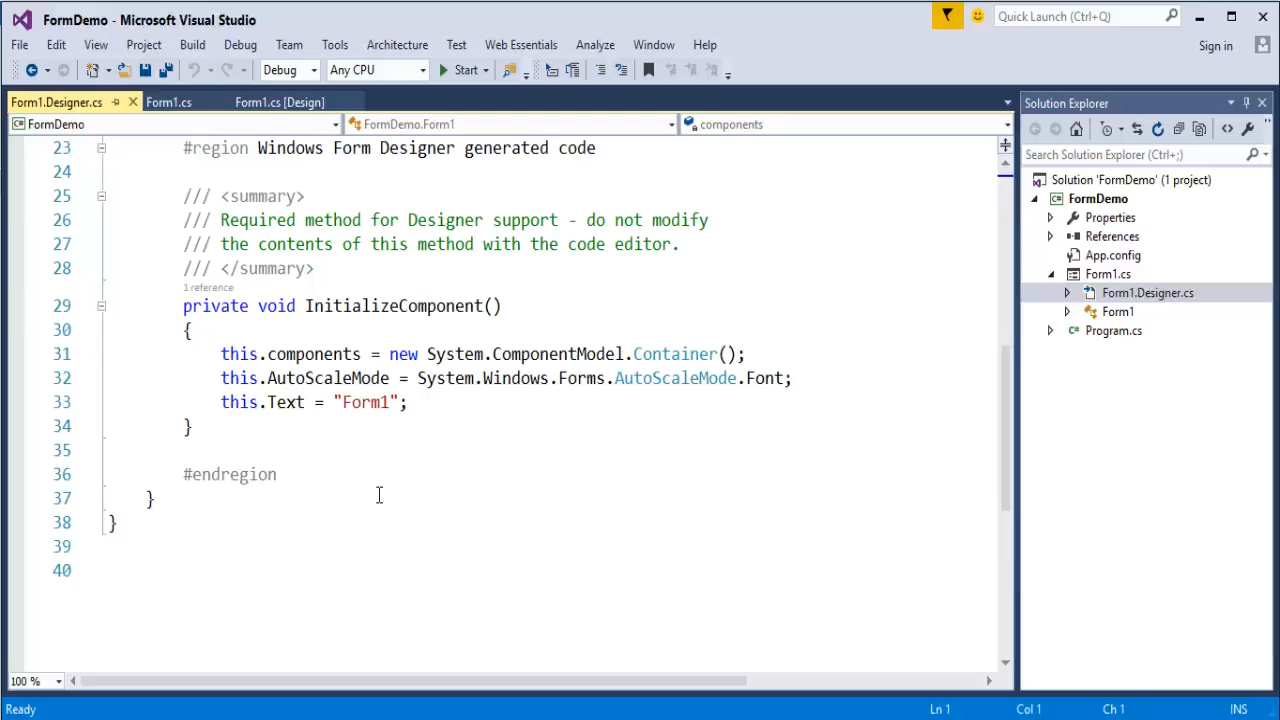 FormDemo - Microsoft Visual Studio
Quick Launch (Ctrl+Q)
File Edit View Project Build Debug Team Tools Architecture Test Web Essentials Analyze Window Help
Sign in
Debug Any CPU Start
Form1.Designer.cs Form1.cs Form1.cs [Design]
FormDemo FormDemo.Form1 components
23 #region Windows Form Designer generated code
24
25 /// <summary>
26 /// Required method for Designer support - do not modify
27 /// the contents of this method with the code editor.
28 /// </summary>
1 reference
29 private void InitializeComponent()
30 {
31 this.components = new System.ComponentModel.Container();
32 this.AutoScaleMode = System.Windows.Forms.AutoScaleMode.Font;
33 this.Text = "Form1";
34 }
35
36 #endregion
37 }
38 }
39
40
100 %
Solution Explorer
Search Solution Explorer (Ctrl+;)
Solution 'FormDemo' (1 project)
C# FormDemo
Properties
References
App.config
Form1.cs
Form1.Designer.cs
Form1
Program.cs
Ready Ln 1 Col 1 Ch 1 INS